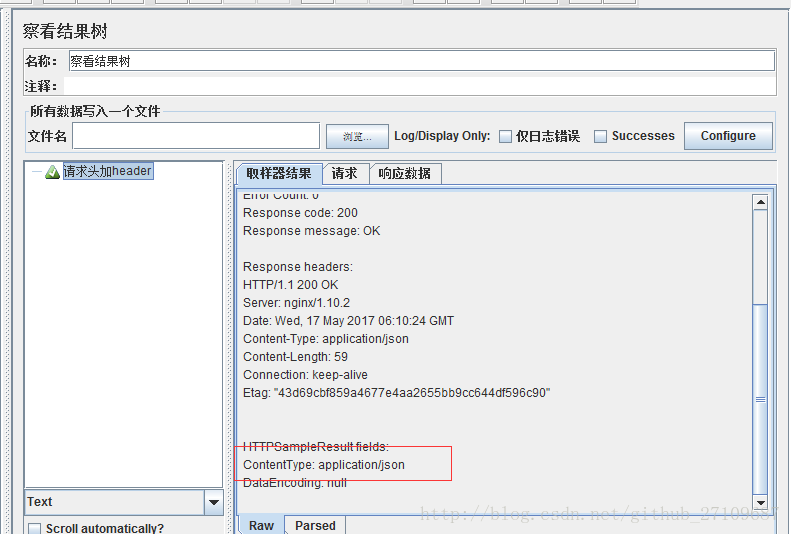 察看结果树
名称： 察看结果树
注释：
所有数据写入一个文件
文件名 浏览... Log/Display Only: 仅日志错误 Successes Configure
请求头加header
取样器结果 请求 响应数据
Error Count: 0
Response code: 200
Response message: OK
Response headers:
HTTP/1.1 200 OK
Server: nginx/1.10.2
Date: Wed, 17 May 2017 06:10:24 GMT
Content-Type: application/json
Content-Length: 59
Connection: keep-alive
Etag: "43d69cbf859a4677e4aa2655bb9cc644df596c90"
HTTPSampleResult fields:
ContentType: application/json
DataEncoding: null
Text
Scroll automatically?
Raw Parsed